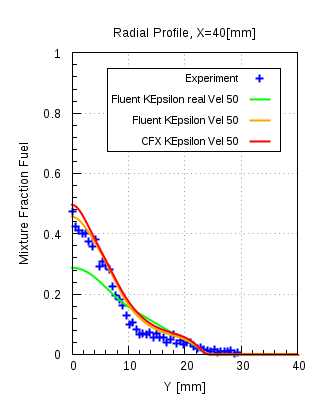 Radial Profile, X=40[mm]
Experiment
Fluent KEpsilon real Vel 50
Fluent KEpsilon Vel 50
CFX KEpsilon Vel 50
Mixture Fraction Fuel
1
0.8
0.6
0.4
0.2
0
0 10 20 30 40
Y [mm]